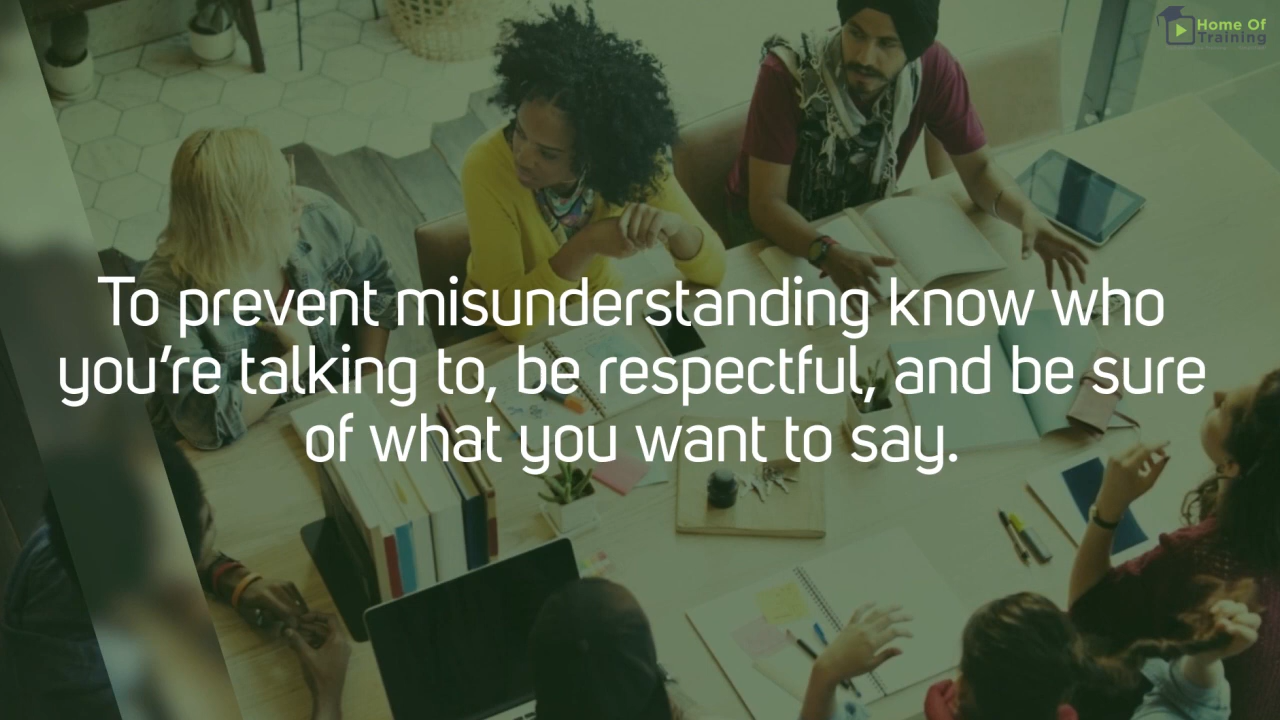 Home Of
Training
To prevent misunderstanding know who
you’re talking to, be respectful, and be sure
of what you want to say.